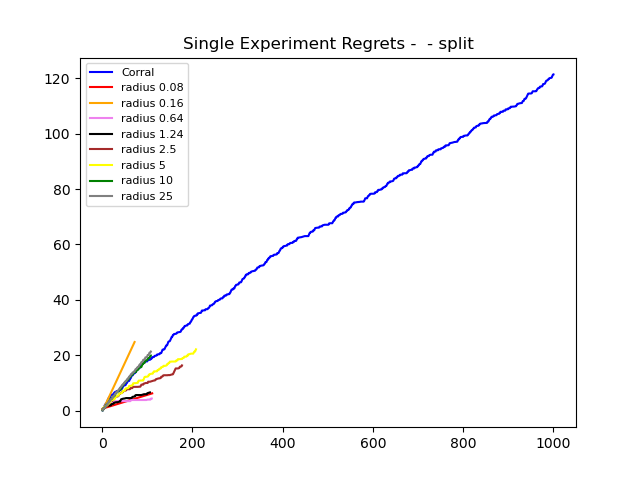 Single Experiment Regrets -  - split
Corral
radius 0.08
radius 0.16
radius 0.64
radius 1.24
radius 2.5
radius 5
radius 10
radius 25
120
100
80
60
40
20
0
0 200 400 600 800 1000